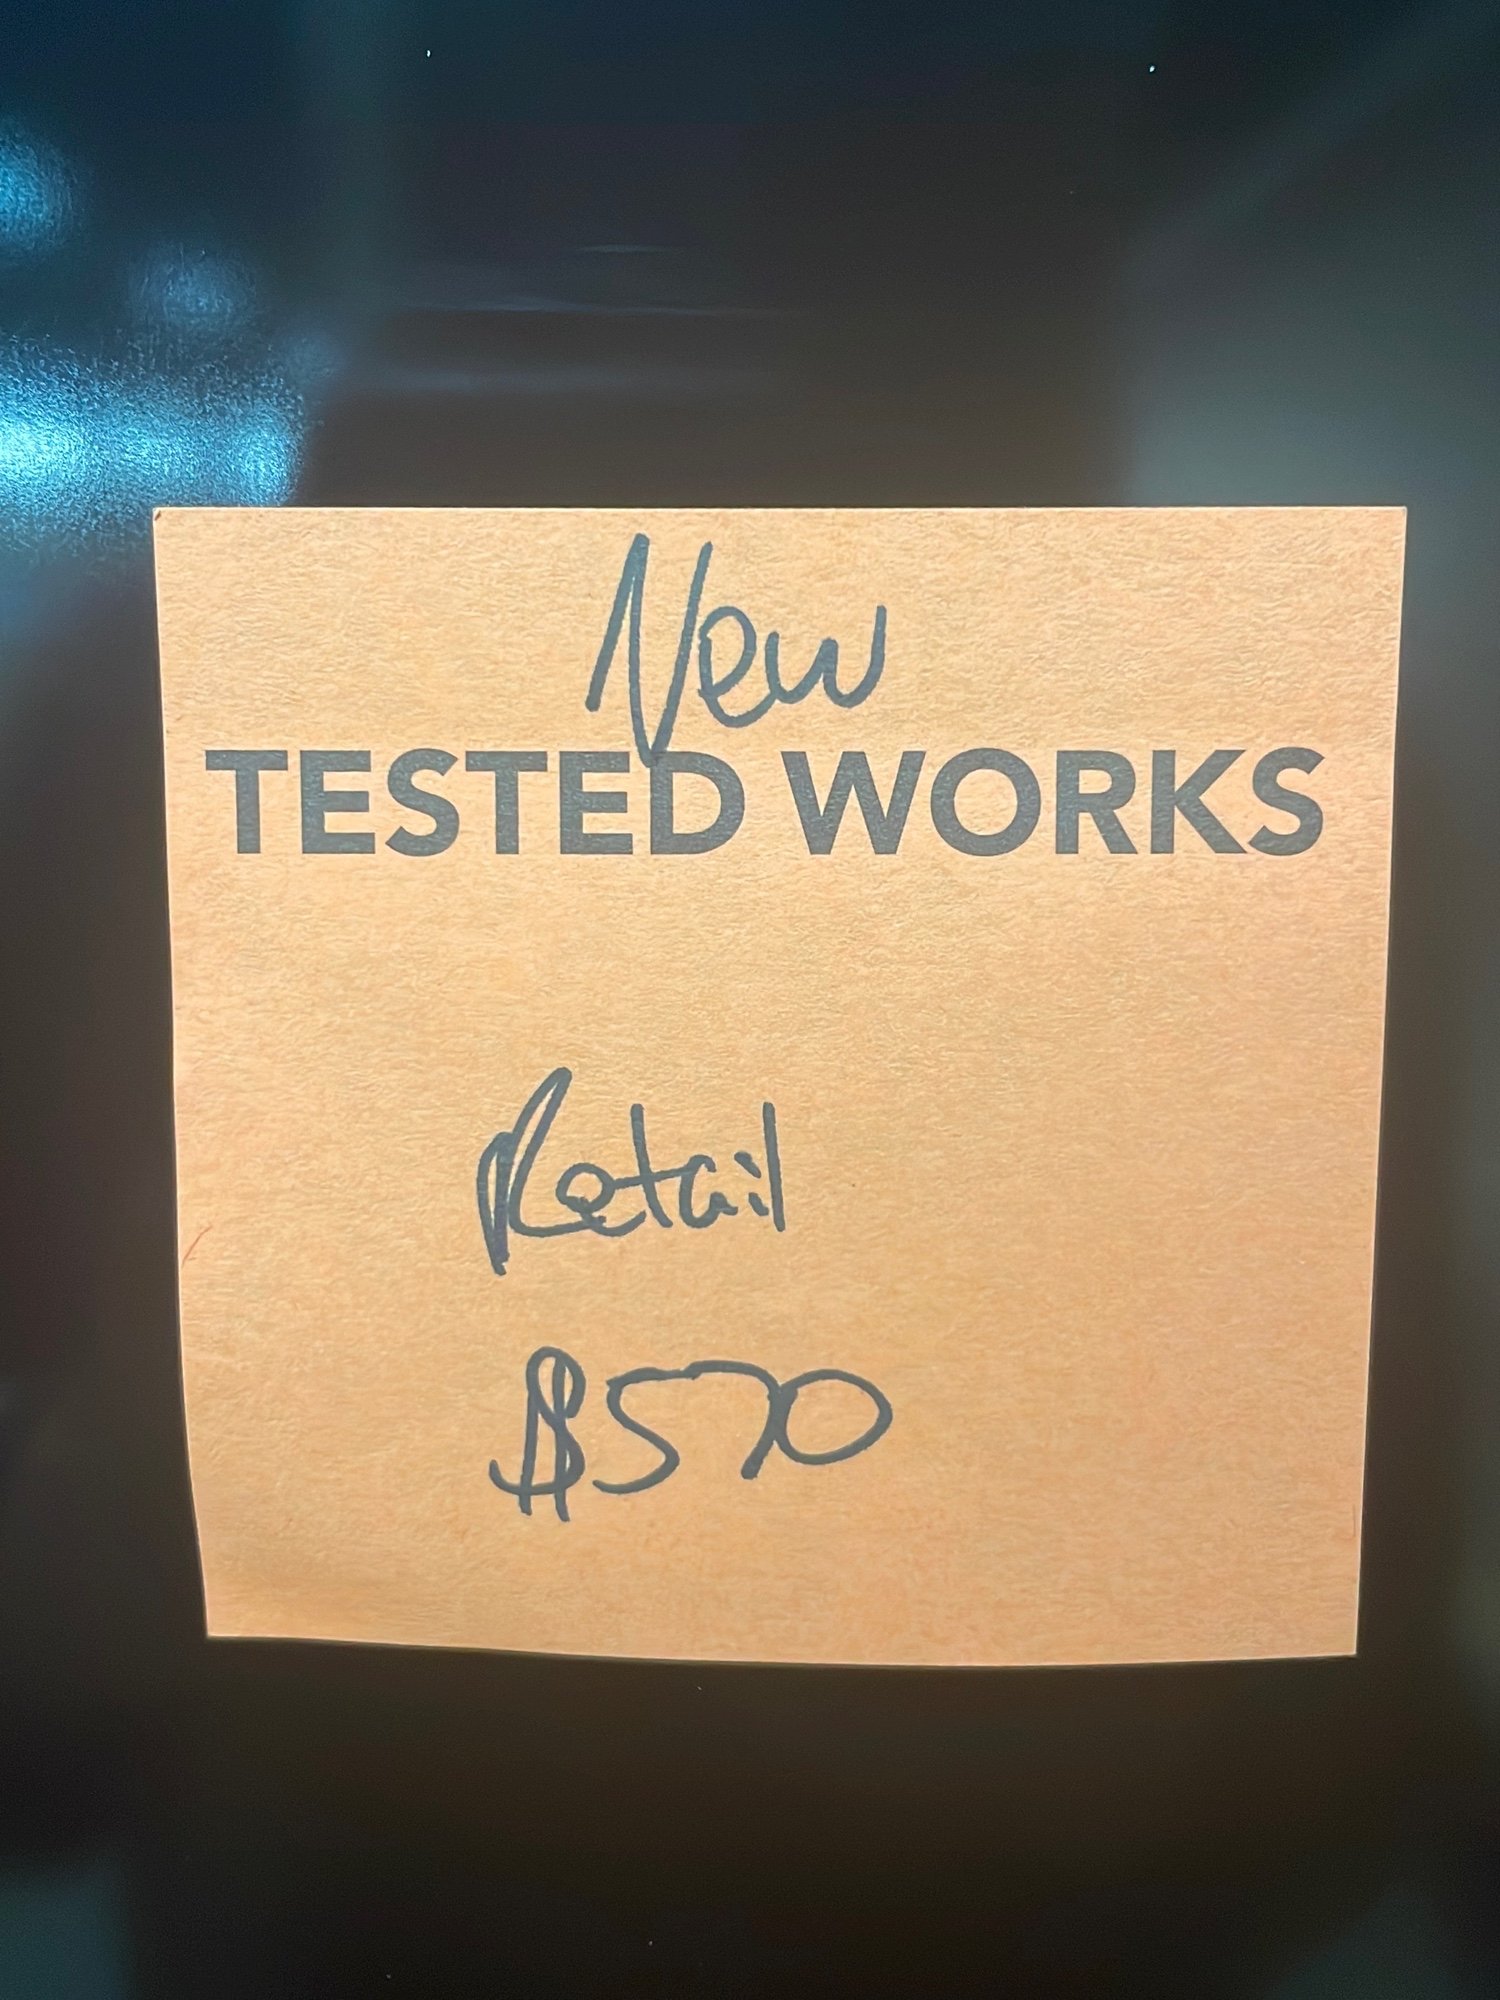 New
TESTED WORKS
Retail
$570